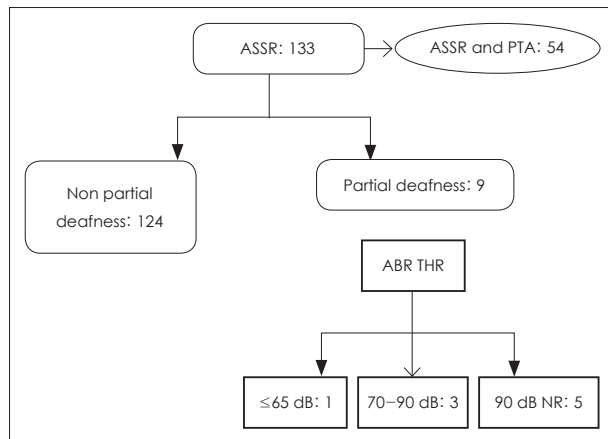 ASSR: 133
ASSR and PTA: 54
Non partial
deafness: 124
Partial deafness: 9
ABR THR
≤65 dB: 1
70−90 dB: 3
90 dB NR: 5